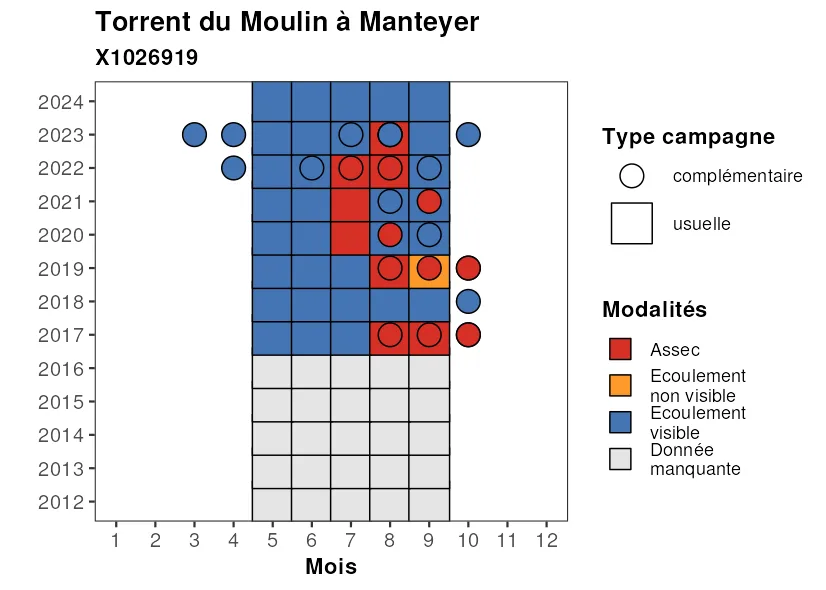 Torrent du Moulin à Manteyer
X1026919
2024
2023
2022
2021
2020
2019
2018
2017
2016
2015
2014
2013
2012
1 2 3 4 5 6 7 8 9 10 11 12
Mois
Type campagne
complémentaire
usuelle
Modalités
Assec
Ecoulement
non visible
Ecoulement
visible
Donnée
manquante